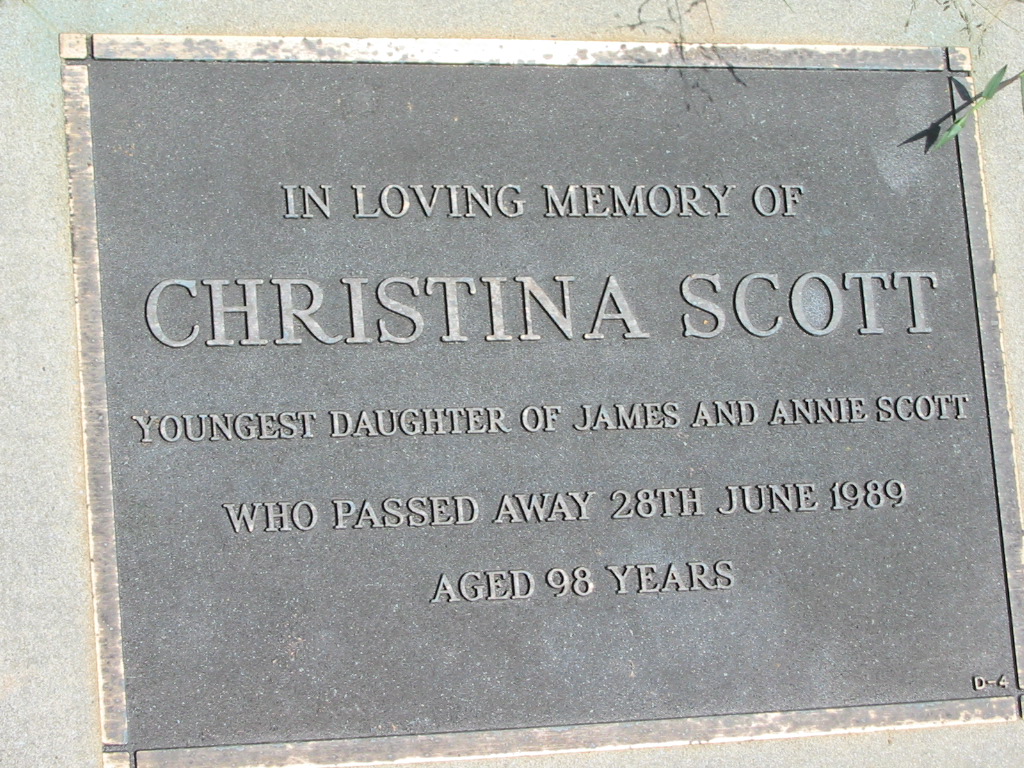 IN LOVING MEMORY OF
CHRISTINA SCOTT
YOUNGEST DAUGHTER OF JAMES AND ANNIE SCOTT
WHO PASSED AWAY 28TH JUNE 1989
AGED 98 YEARS
D-4